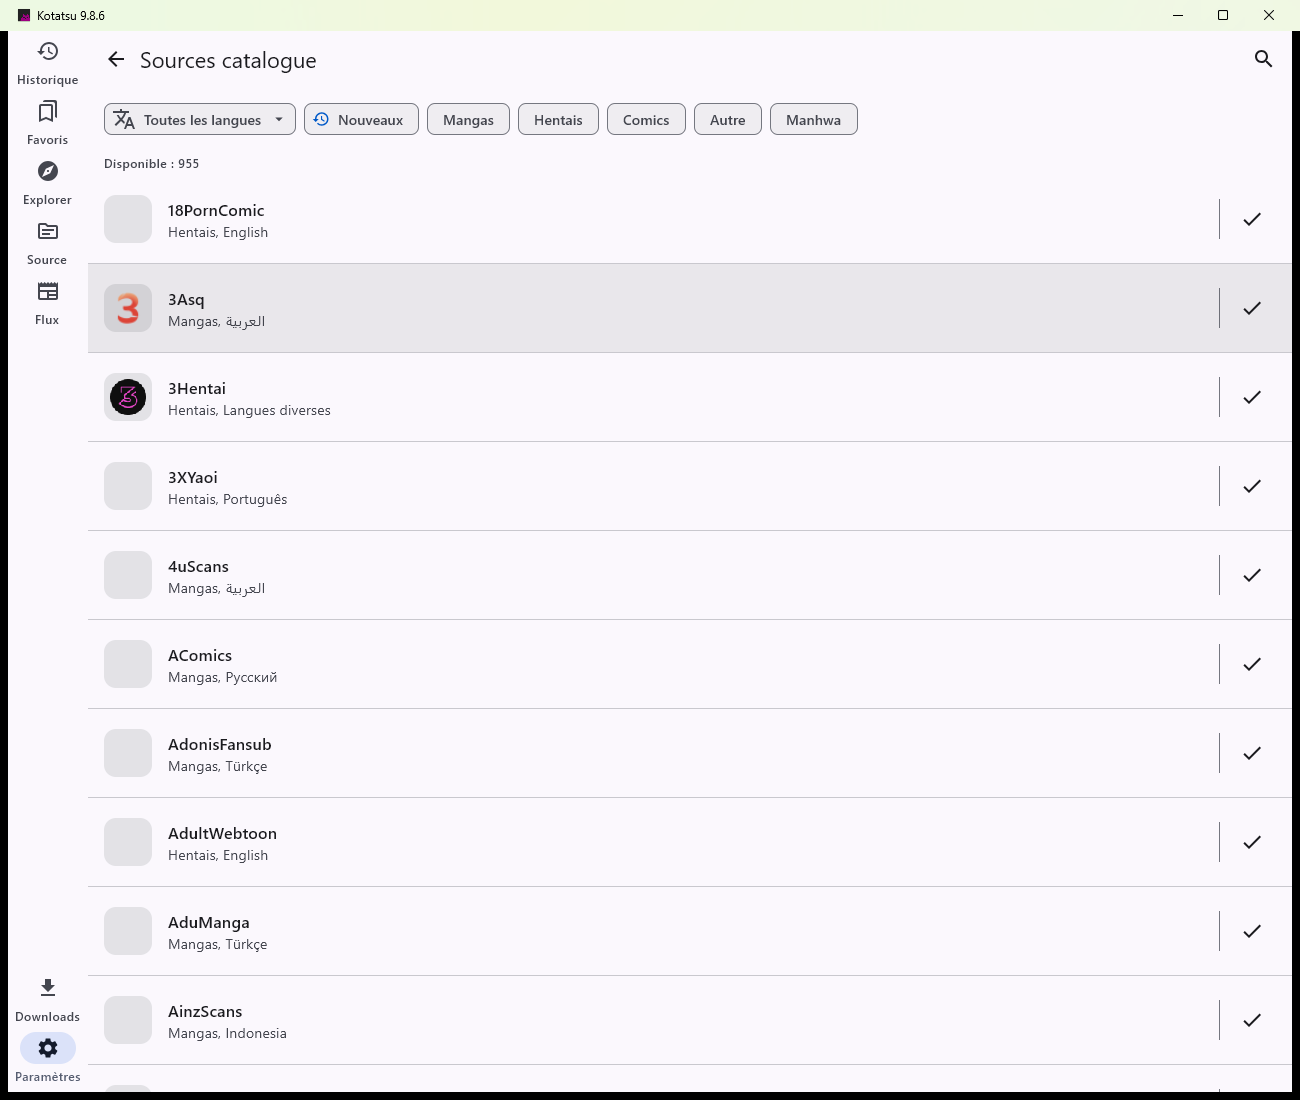 Kotatsu 9.8.6
Sources catalogue
Historique
Favoris
Explorer
Source
Flux
Downloads
Paramètres
Toutes les langues
Nouveaux
Mangas
Hentais
Comics
Autre
Manhwa
Disponible : 955
18PornComic
Hentais, English
3
3Asq
Mangas, العربية
3
3Hentai
Hentais, Langues diverses
3XYaoi
Hentais, Português
4uScans
Mangas, العربية
AComics
Mangas, Русский
AdonisFansub
Mangas, Türkçe
AdultWebtoon
Hentais, English
AduManga
Mangas, Türkçe
AinzScans
Mangas, Indonesia